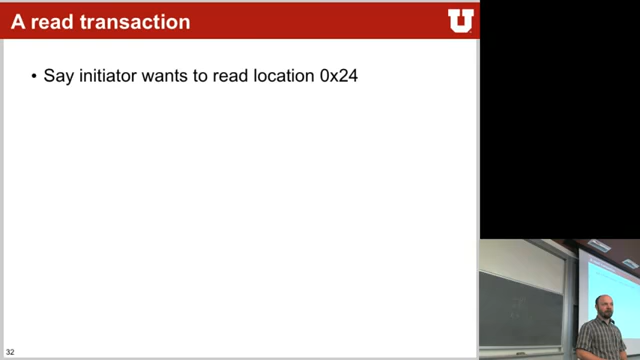 A read transaction
U
• Say initiator wants to read location 0x24
32